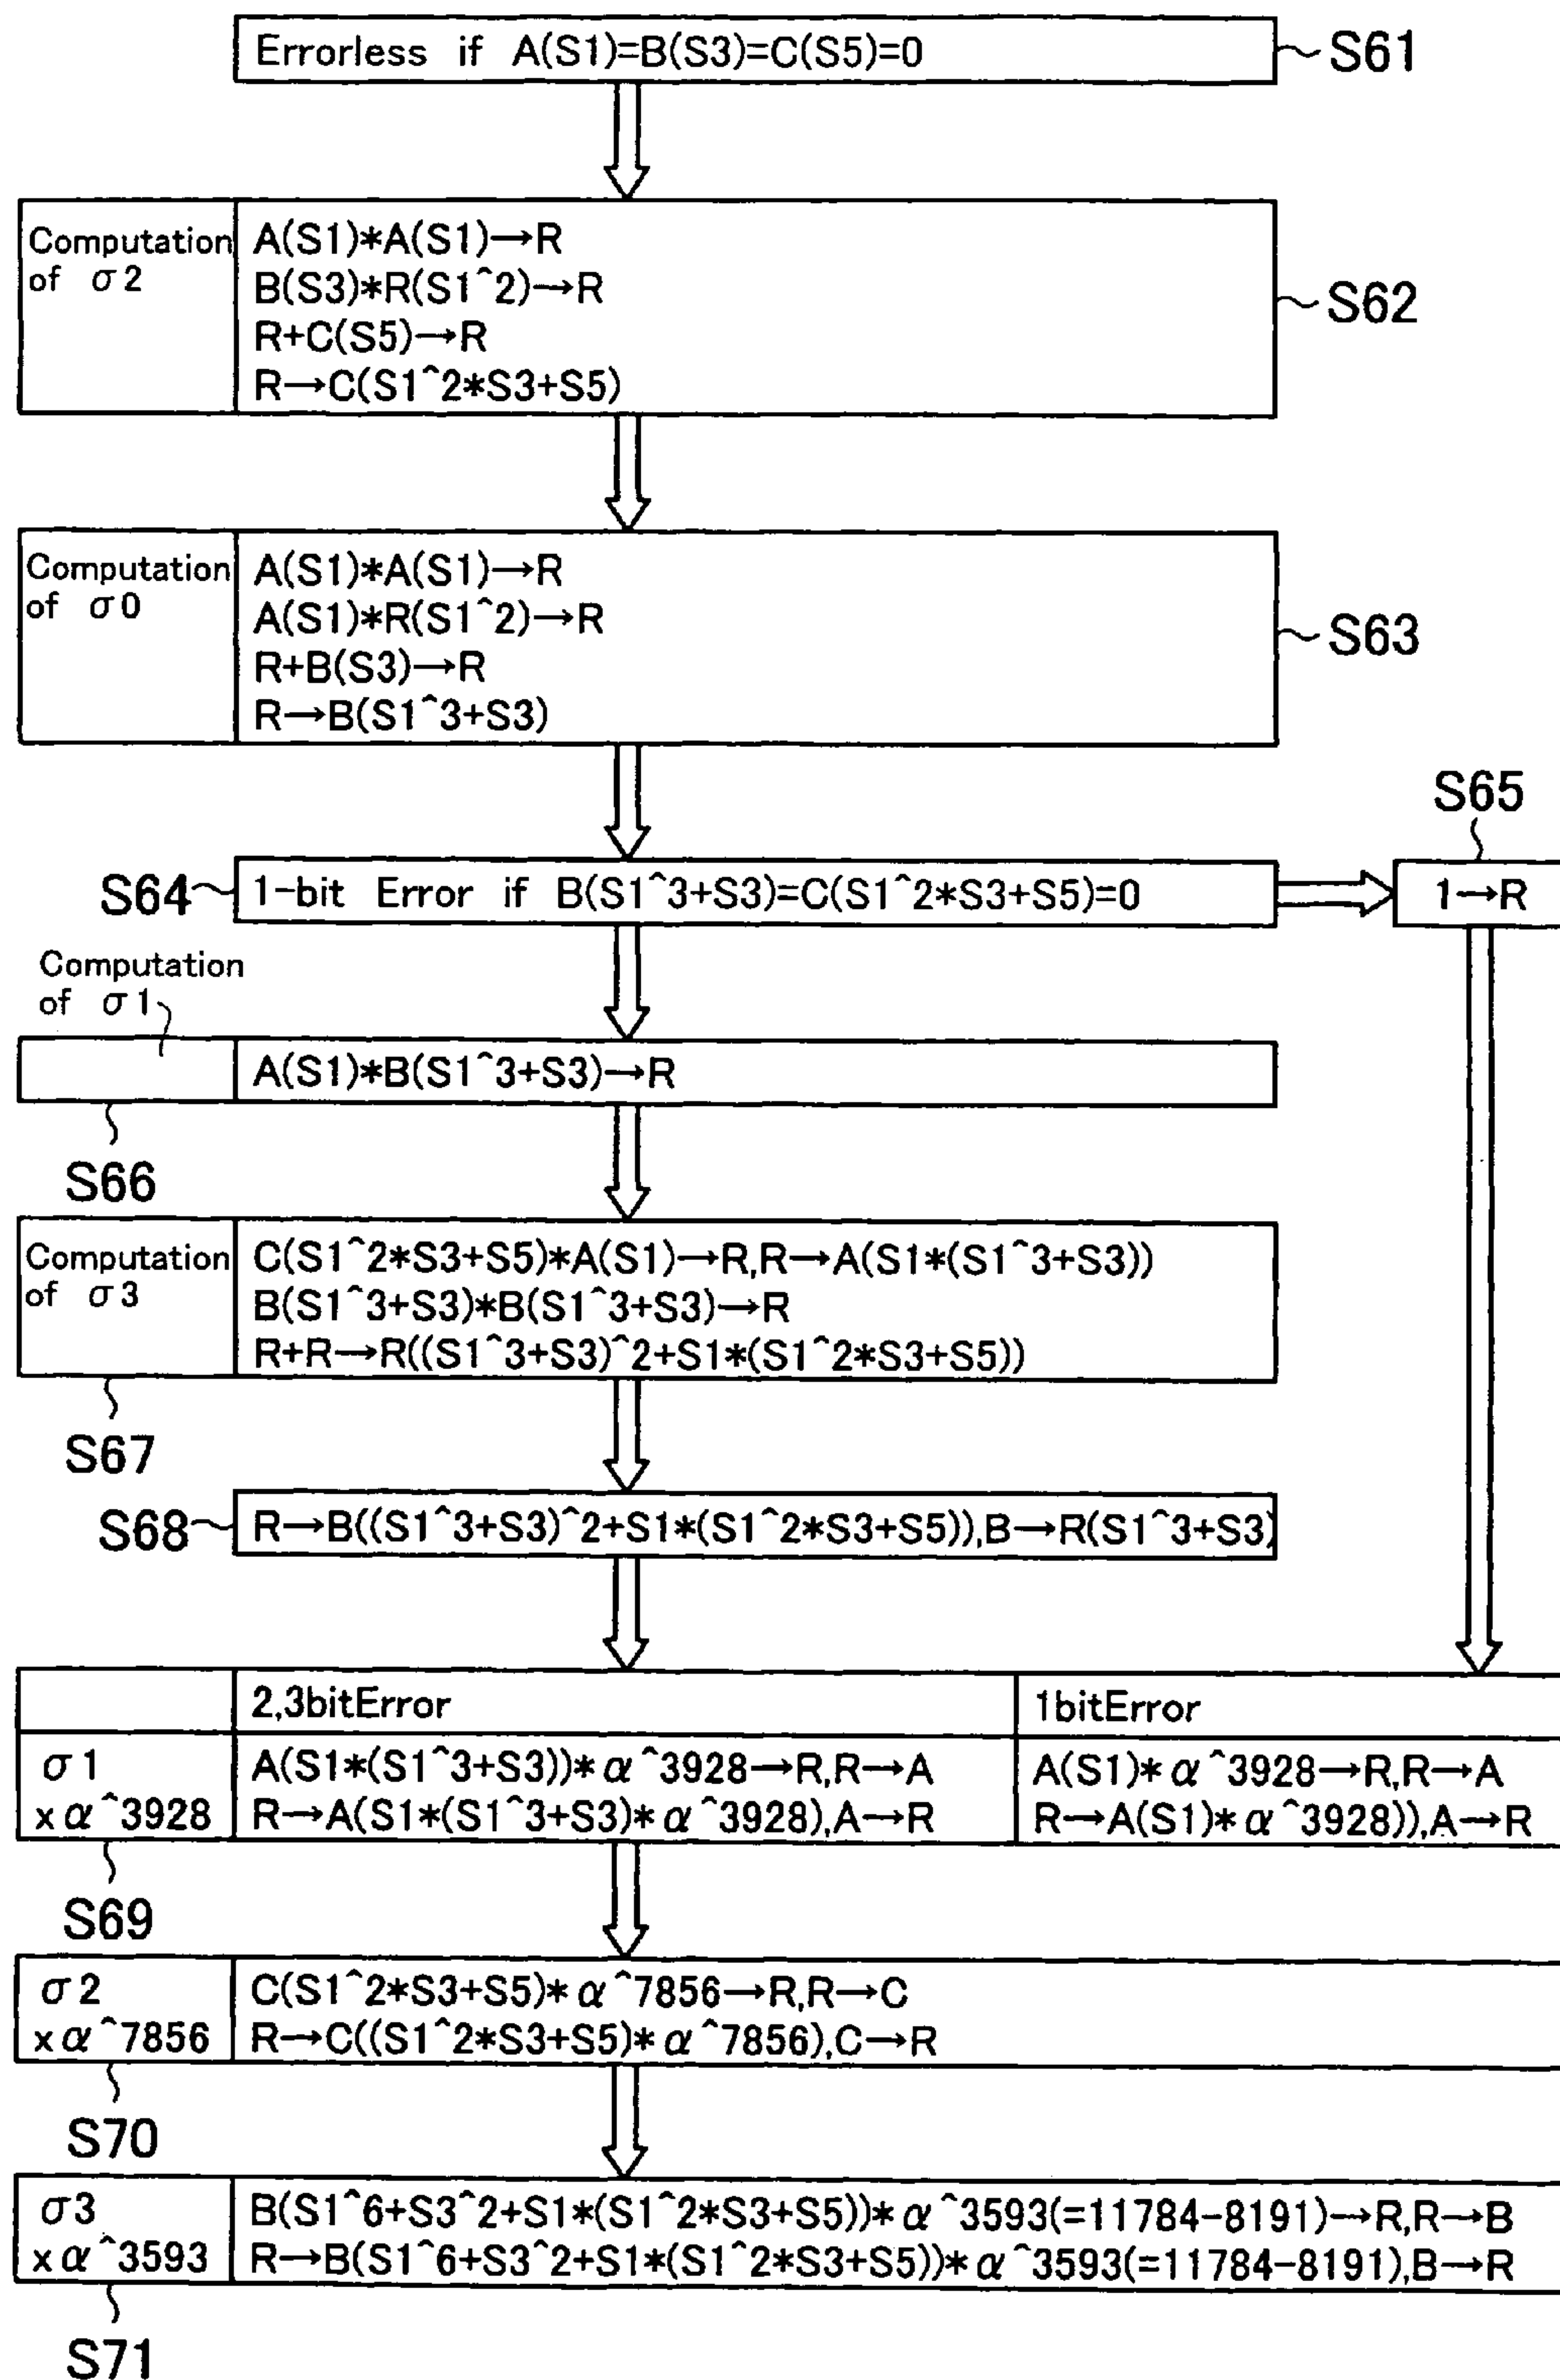 Errorless if A(S1)=B(S3)=C(S5)=0
S61
Computation
of σ2
A(S1)*A(S1)→R
B(S3)*R(S1^2)→R
R+C(S5)→R
R→C(S1^2*S3+S5)
S62
Computation
of σ0
A(S1)*A(S1)→R
A(S1)*R(S1^2)→R
R+B(S3)→R
R→B(S1^3+S3)
S63
S64
1-bit Error if B(S1^3+S3)=C(S1^2*S3+S5)=0
S65
1→R
Computation
of σ1
A(S1)*B(S1^3+S3)→R
S66
Computation
of σ3
C(S1^2*S3+S5)*A(S1)→R,R→A(S1*(S1^3+S3))
B(S1^3+S3)*B(S1^3+S3)→R
R+R→R((S1^3+S3)^2+S1*(S1^2*S3+S5))
S67
S68
R→B((S1^3+S3)^2+S1*(S1^2*S3+S5)),B→R(S1^3+S3)
2,3bitError
1bitError
σ1
xα^3928
A(S1*(S1^3+S3))*α^3928→R,R→A
R→A(S1*(S1^3+S3)*α^3928),A→R
A(S1)*α^3928→R,R→A
R→A(S1)*α^3928)),A→R
S69
σ2
xα^7856
C(S1^2*S3+S5)*α^7856→R,R→C
R→C((S1^2*S3+S5)*α^7856),C→R
S70
σ3
xα^3593
B(S1^6+S3^2+S1*(S1^2*S3+S5))*α^3593(=11784-8191)→R,R→B
R→B(S1^6+S3^2+S1*(S1^2*S3+S5))*α^3593(=11784-8191),B→R
S71